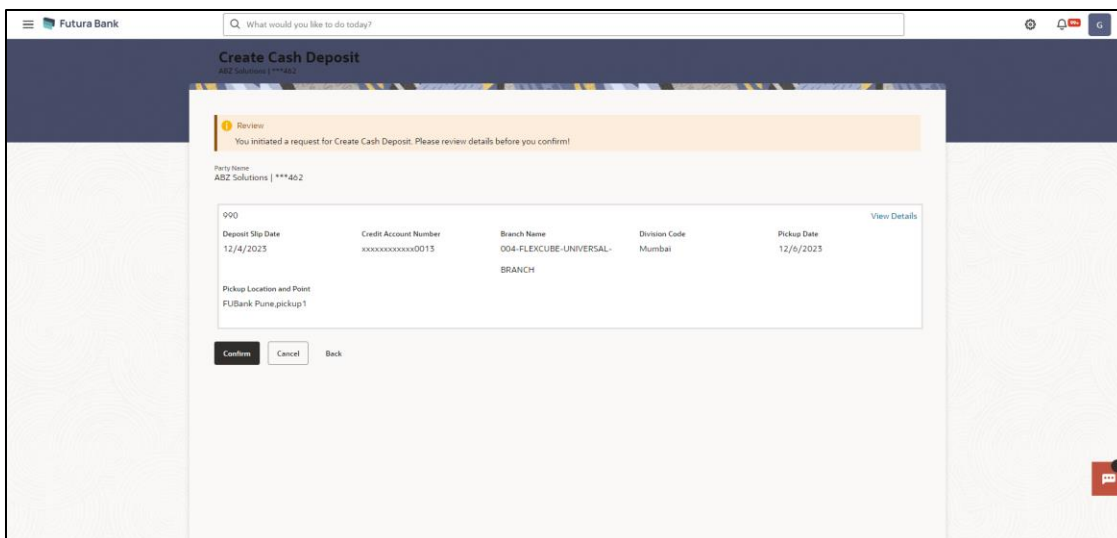 Futura Bank
What would you like to do today?
G
Create Cash Deposit
ABZ Solutions | ***462
Review
You initiated a request for Create Cash Deposit. Please review details before you confirm!
Party Name
ABZ Solutions | ***462
990
View Details
Deposit Slip Date
Credit Account Number
Branch Name
Division Code
Pickup Date
12/4/2023
xxxxxxxxxxxx0013
004-FLEXCUBE-UNIVERSAL-
BRANCH
Mumbai
12/6/2023
Pickup Location and Point
FUBank Pune,pickup1
Confirm
Cancel
Back